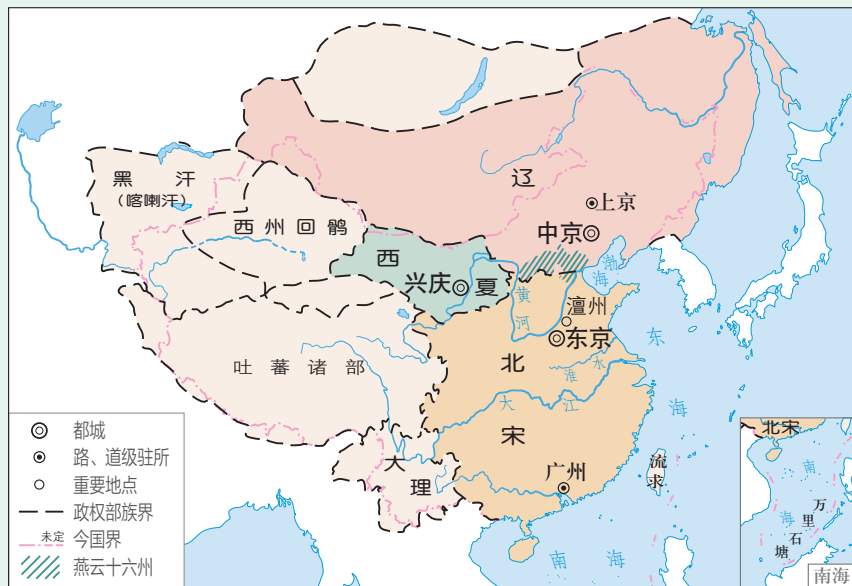 黑汗
(喀喇汗)
西州回鹘
辽
上京
中京
西夏
兴庆
渤海
黄河
澶州
东京
北宋
淮水
大江
吐蕃诸部
大理
广州
流求
东海
南海
都城
路、道级驻所
重要地点
政权部族界
未定
今国界
燕云十六州
北宋
南海
万里石塘
南海